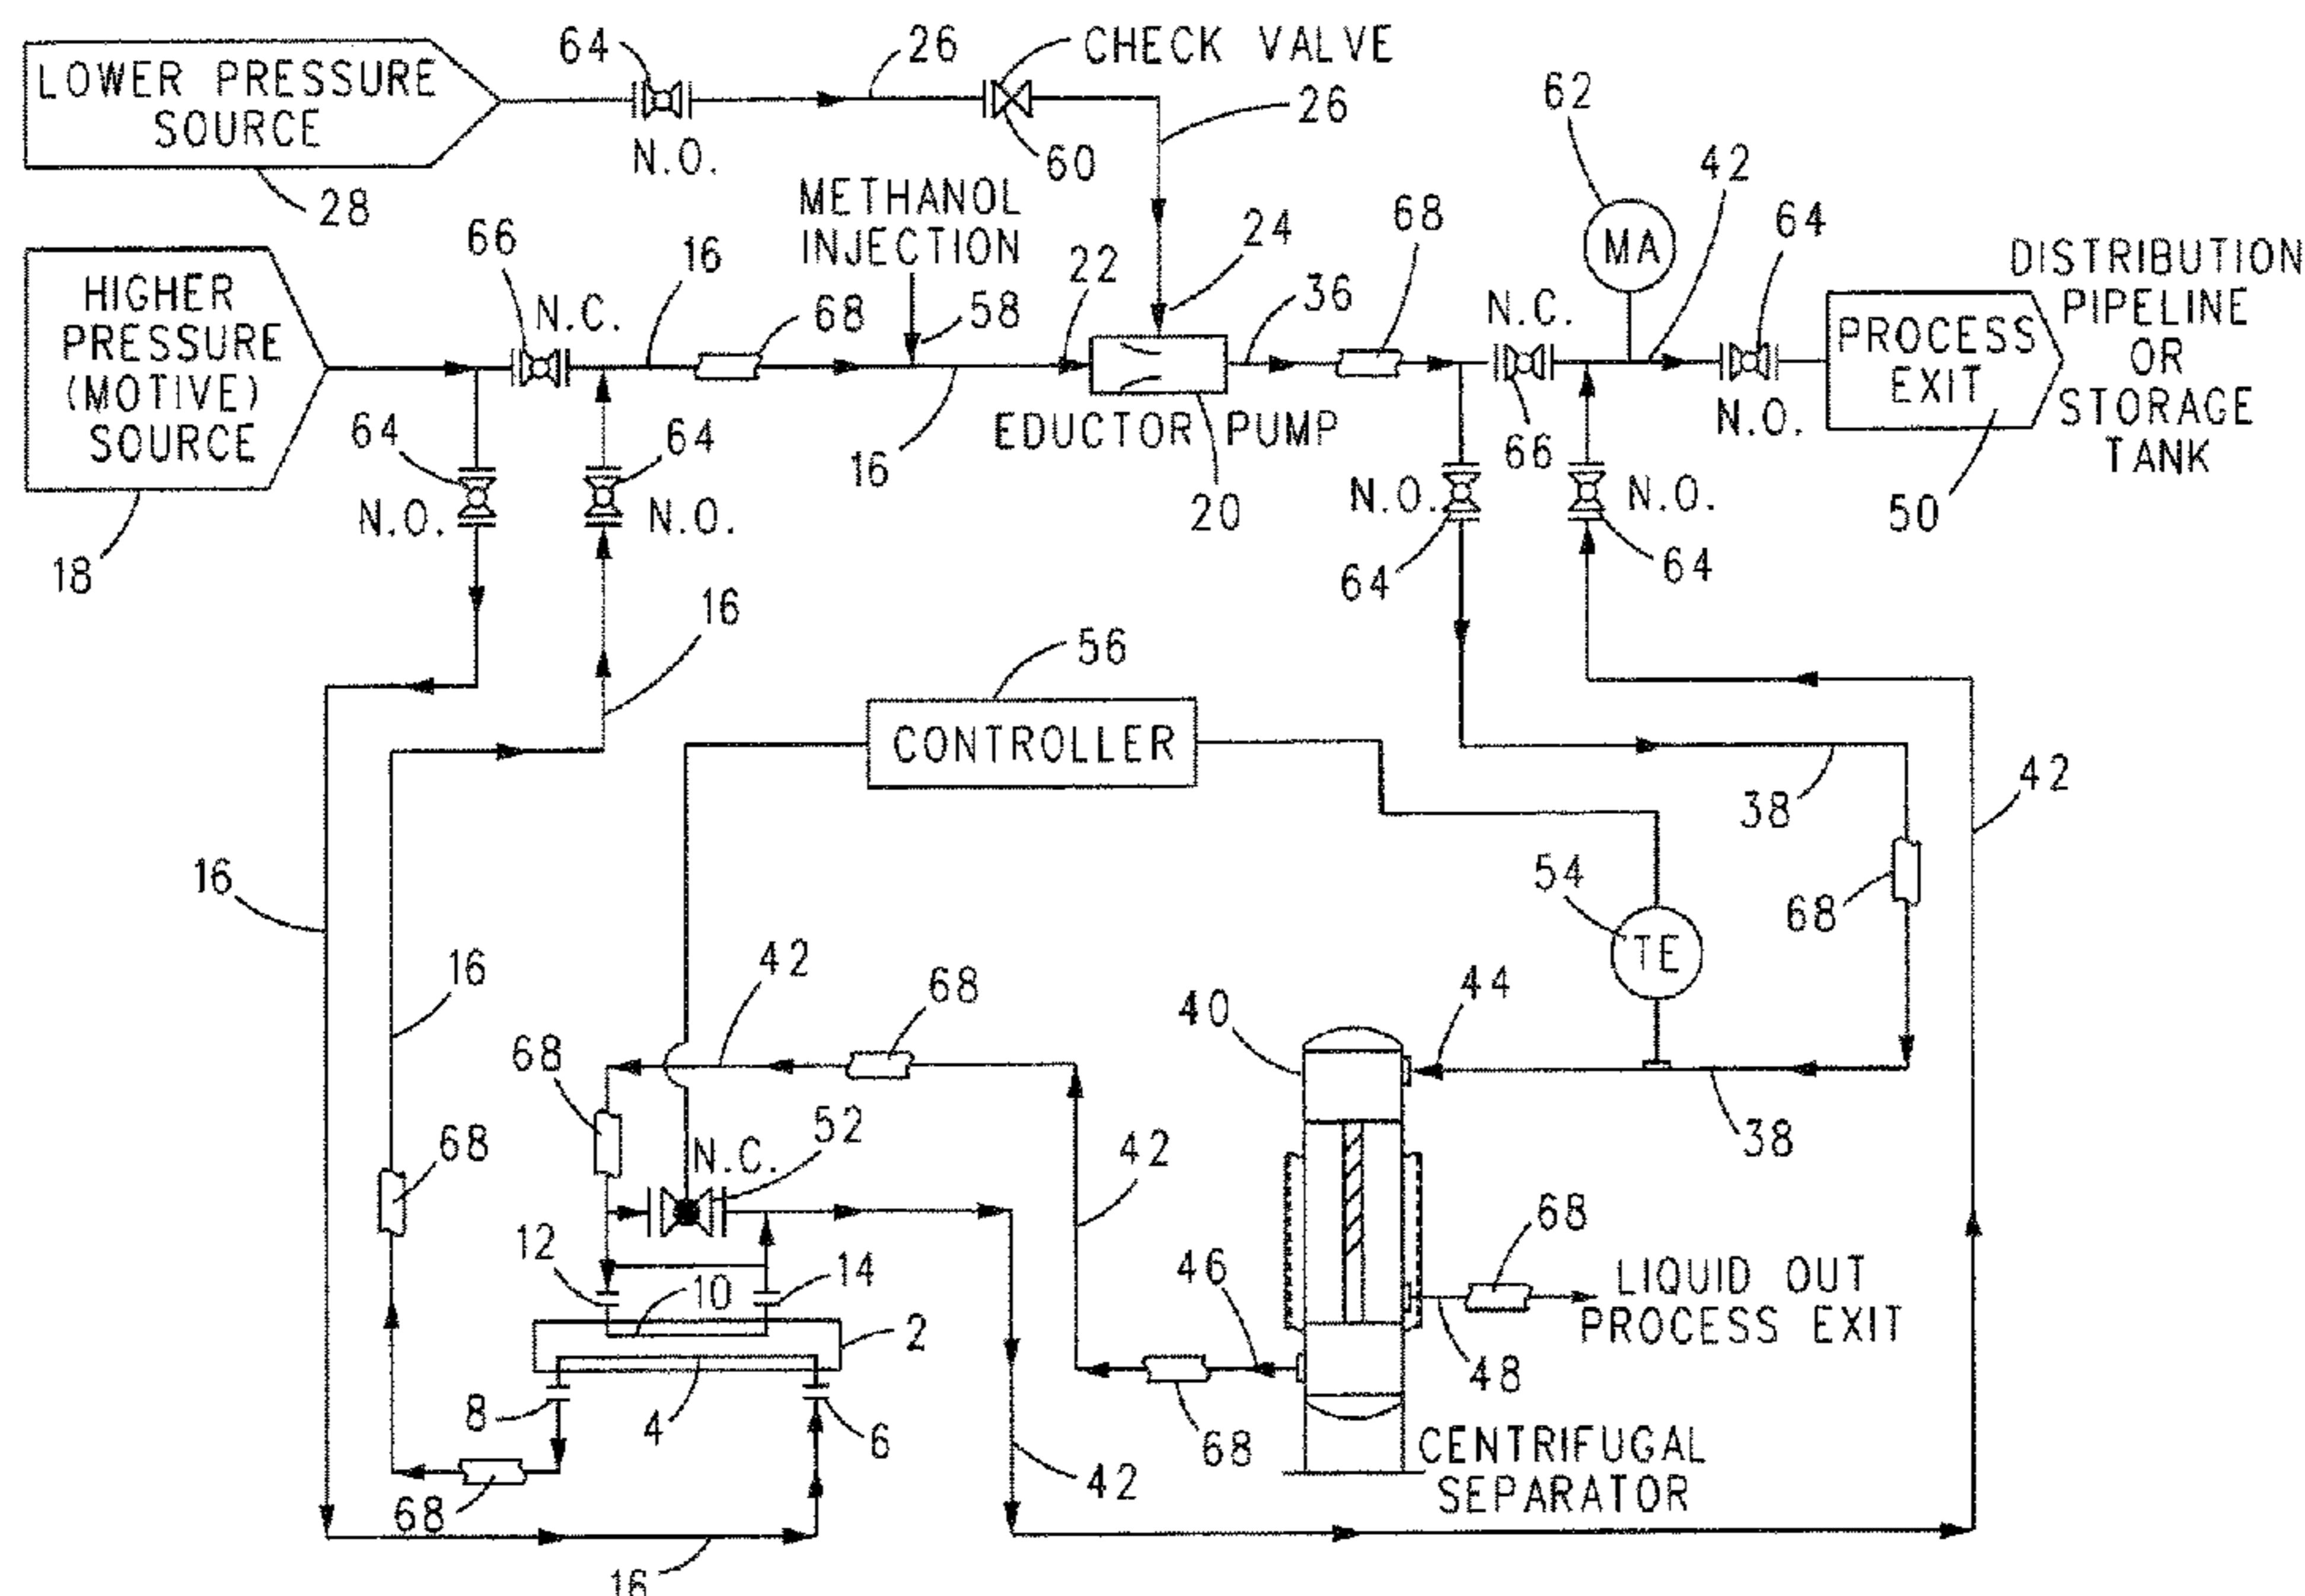 64
26
CHECK VALVE
LOWER PRESSURE
SOURCE
62
26
N.O.
60
42
28
METHANOL
INJECTION
68
64
66
24
DISTRIBUTION
PIPELINE
OR
STORAGE
TANK
16
22
MA
HIGHER
PRESSURE
(MOTIVE)
SOURCE
N.C.
68
58
36
N.C.
PROCESS
EXIT
64
64
EDUCTOR PUMP
N.O.
16
66
N.O.
N.O.
20
N.O.
N.O.
50
18
64
64
16
56
CONTROLLER
42
38
16
54
68
TE
16
42
68
40
44
68
68
52
38
N.C.
42
12
10
14
46
68
LIQUID OUT
PROCESS EXIT
2
8
4
6
68
48
68
42
CENTRIFUGAL
SEPARATOR
16